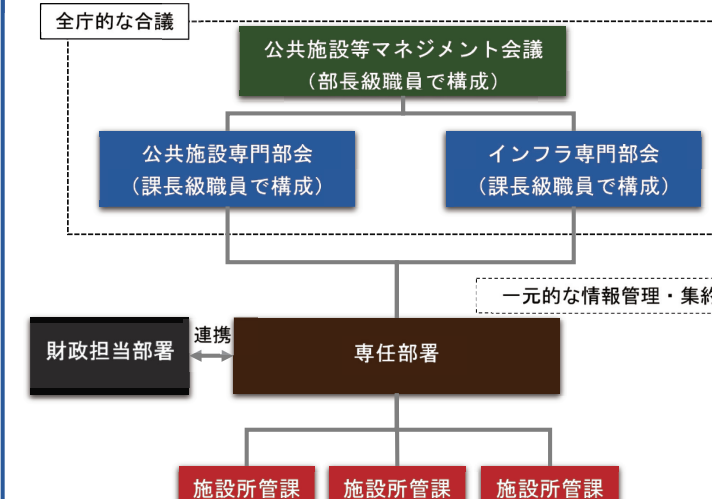 全庁的な会議
公共施設等マネジメント会議
（部長級職員で構成）
公共施設専門部会
（課長級職員で構成）
インフラ専門部会
（課長級職員で構成）
一元的な情報管理・集約
財政担当部署
連携
専任部署
施設所管課
施設所管課
施設所管課